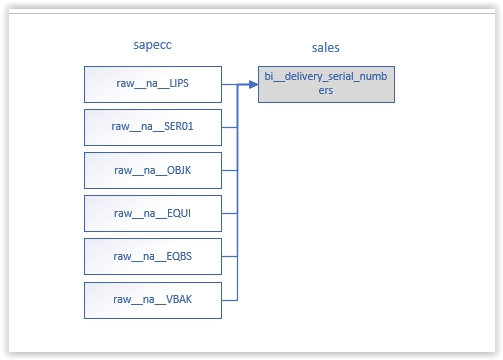 sapecc
sales
raw__na__LIPS
bi__delivery_serial_numb
ers
raw__na__SER01
raw__na__OBJK
raw__na__EQUI
raw__na__EQBS
raw__na__VBAK